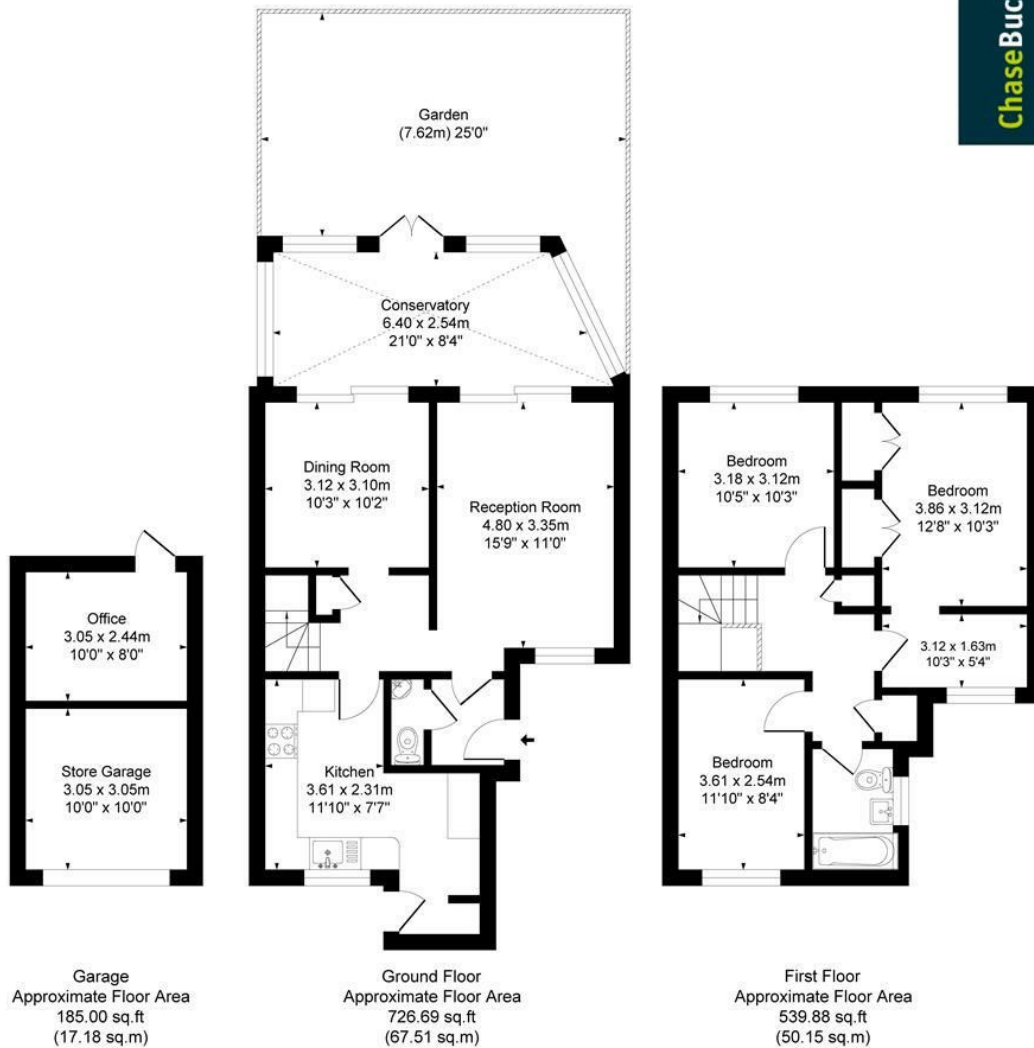 ChaseBuc
Garden
(7.62m) 25'0"
Conservatory
6.40 x 2.54m
21'0" x 8'4"
Dining Room
3.12 x 3.10m
10'3" x 10'2"
Reception Room
4.80 x 3.35m
15'9" x 11'0"
Bedroom
3.18 x 3.12m
10'5" x 10'3"
Bedroom
3.86 x 3.12m
12'8" x 10'3"
Office
3.05 x 2.44m
10'0" x 8'0"
3.12 x 1.63m
10'3" x 5'4"
Store Garage
3.05 x 3.05m
10'0" x 10'0"
Kitchen
3.61 x 2.31m
11'10" x 7'7"
Bedroom
3.61 x 2.54m
11'10" x 8'4"
Garage
Approximate Floor Area
185.00 sq.ft
(17.18 sq.m)
Ground Floor
Approximate Floor Area
726.69 sq.ft
(67.51 sq.m)
First Floor
Approximate Floor Area
539.88 sq.ft
(50.15 sq.m)